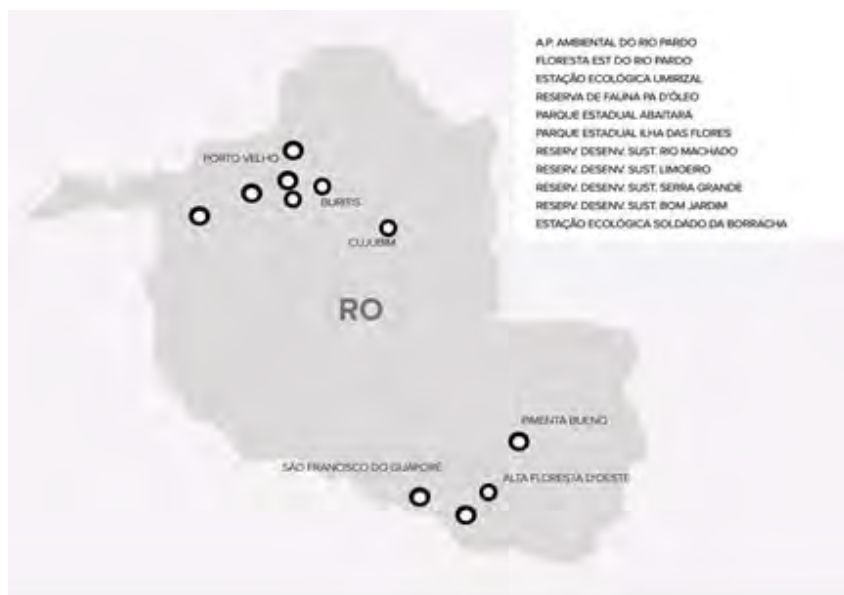 A.P. AMBIENTAL DO RIO PARDO
FLORESTA EST DO RIO PARDO
ESTAÇÃO ECOLÓGICA UMIRIZAL
RESERVA DE FAUNA PA D'ÓLEO
PARQUE ESTADUAL ABAITARÁ
PARQUE ESTADUAL ILHA DAS FLORES
RESERV. DESENV. SUST. RIO MACHADO
RESERV. DESENV. SUST. LIMOEIRO
RESERV. DESENV. SUST. SERRA GRANDE
RESERV. DESENV. SUST. BOM JARDIM
ESTAÇÃO ECOLÓGICA SOLDADO DA BORRACHA
PORTO VELHO
BURITIS
CUJUBIM
RO
PIMENTA BUENO
SÃO FRANCISCO DO GUAPORÉ
ALTA FLORESTA D'OESTE